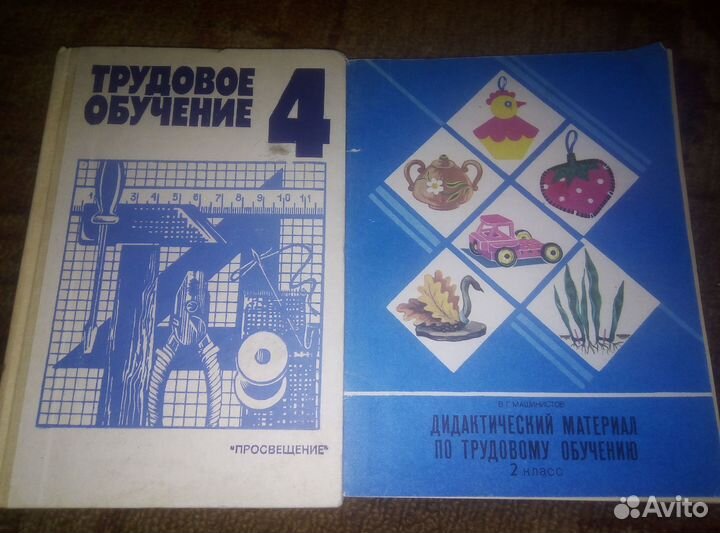 ТРУДОВОЕ
ОБУЧЕНИЕ
4
1 2 3 4 5 6 7 8 9 10 11
"ПРОСВЕЩЕНИЕ"
В.Г.МАШИНИСТОВ
ДИДАКТИЧЕСКИЙ МАТЕРИАЛ
ПО ТРУДОВОМУ ОБУЧЕНИЮ
2 класс
Avito